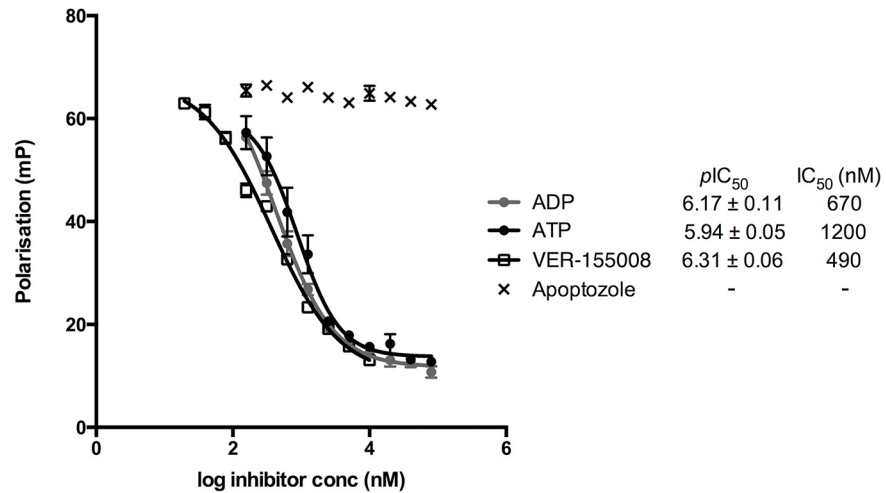 80
60
40
20
0
0 2 4 6
Polarisation (mP)
log inhibitor conc (nM)
pIC50 IC50 (nM)
ADP 6.17 ± 0.11 670
ATP 5.94 ± 0.05 1200
VER-155008 6.31 ± 0.06 490
Apoptozole - -